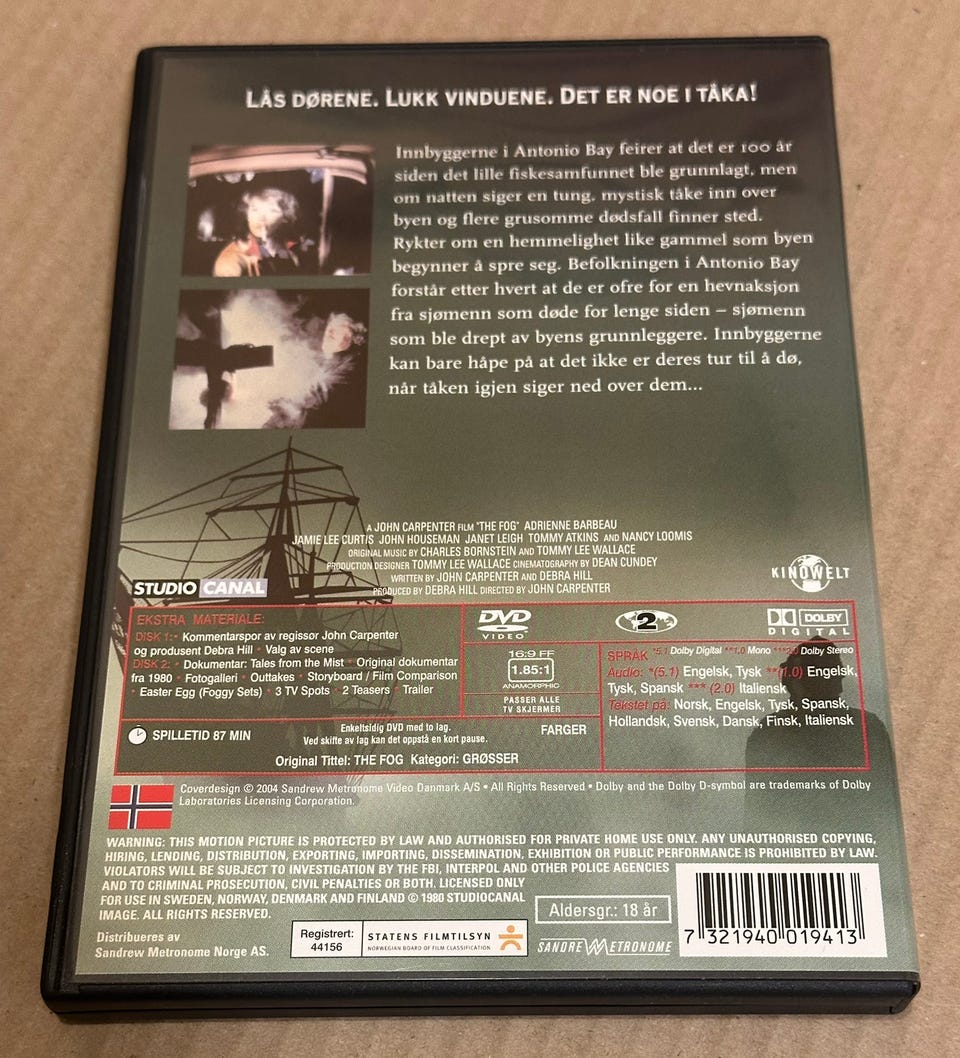 LÅS DØRENE. LUKK VINDUENE. DET ER NOE I TÅKA!
Innbyggerne i Antonio Bay feirer at det er 100 år
siden det lille fiskesamfunnet ble grunnlagt, men
om natten siger en tung, mystisk tåke inn over
byen og flere grusomme dødsfall finner sted.
Rykter om en hemmelighet like gammel som byen
begynner å spre seg. Befolkningen i Antonio Bay
forstår etter hvert at de er ofre for en hevnaksjon
fra sjømenn som døde for lenge siden – sjømenn
som ble drept av byens grunnleggere. Innbyggerne
kan bare håpe på at det ikke er deres tur til å dø,
når tåken igjen siger ned over dem...
A JOHN CARPENTER FILM "THE FOG" ADRIENNE BARBEAU
JAMIE LEE CURTIS JOHN HOUSEMAN JANET LEIGH TOMMY ATKINS AND NANCY LOOMIS
ORIGINAL MUSIC BY CHARLES BORNSTEIN AND TOMMY LEE WALLACE
PRODUCTION DESIGNER TOMMY LEE WALLACE CINEMATOGRAPHY BY DEAN CUNDEY
WRITTEN BY JOHN CARPENTER AND DEBRA HILL
PRODUCED BY DEBRA HILL DIRECTED BY JOHN CARPENTER
STUDIO CANAL
KINOWELT
EKSTRA MATERIALE:
DISK 1: • Kommentarspor av regissør John Carpenter
og produsent Debra Hill • Valg av scene
DISK 2: • Dokumentar: Tales from the Mist • Original dokumentar
fra 1980 • Fotogalleri • Outtakes • Storyboard / Film Comparison
• Easter Egg (Foggy Sets) • 3 TV Spots • 2 Teasers • Trailer
DVD
VIDEO
2
DOLBY
DIGITAL
16:9 FF
1.85:1
ANAMORPHIC
PASSER ALLE
TV SKJERMER
SPRÅK *5.1 Dolby Digital **1.0 Mono ***2.0 Dolby Stereo
Audio: *(5.1) Engelsk, Tysk **(1.0) Engelsk,
Tysk, Spansk *** (2.0) Italiensk
Tekstet på: Norsk, Engelsk, Tysk, Spansk,
Hollandsk, Svensk, Dansk, Finsk, Italiensk
SPILLETID 87 MIN
Enkeltsidig DVD med to lag.
Ved skifte av lag kan det oppstå en kort pause.
FARGER
Original Tittel: THE FOG Kategori: GRØSSER
Coverdesign © 2004 Sandrew Metronome Video Danmark A/S • All Rights Reserved • Dolby and the Dolby D-symbol are trademarks of Dolby
Laboratories Licensing Corporation.
WARNING: THIS MOTION PICTURE IS PROTECTED BY LAW AND AUTHORISED FOR PRIVATE HOME USE ONLY. ANY UNAUTHORISED COPYING,
HIRING, LENDING, DISTRIBUTION, EXPORTING, IMPORTING, DISSEMINATION, EXHIBITION OR PUBLIC PERFORMANCE IS PROHIBITED BY LAW.
VIOLATORS WILL BE SUBJECT TO INVESTIGATION BY THE FBI, INTERPOL AND OTHER POLICE AGENCIES
AND TO CRIMINAL PROSECUTION, CIVIL PENALTIES OR BOTH. LICENSED ONLY
FOR USE IN SWEDEN, NORWAY, DENMARK AND FINLAND © 1980 STUDIOCANAL
IMAGE. ALL RIGHTS RESERVED.
Distribueres av
Sandrew Metronome Norge AS.
Registrert:
44156
STATENS FILMTILSYN
NORWEGIAN BOARD OF FILM CLASSIFICATION
Aldersgr.: 18 år
SANDREW METRONOME
7 321940 019413